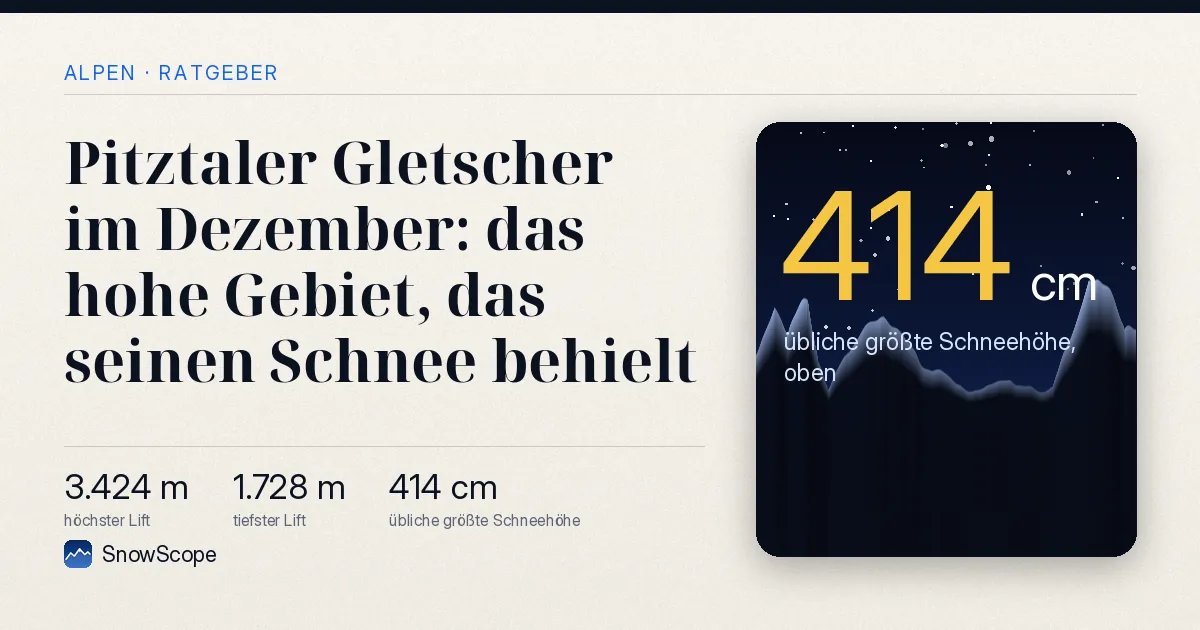 ALPEN · RATGEBER
Pitztaler Gletscher
im Dezember: das
hohe Gebiet, das
seinen Schnee behielt
3.424 m
höchster Lift
1.728 m
tiefster Lift
414 cm
übliche größte Schneehöhe
SnowScope
414 cm
übliche größte Schneehöhe,
oben